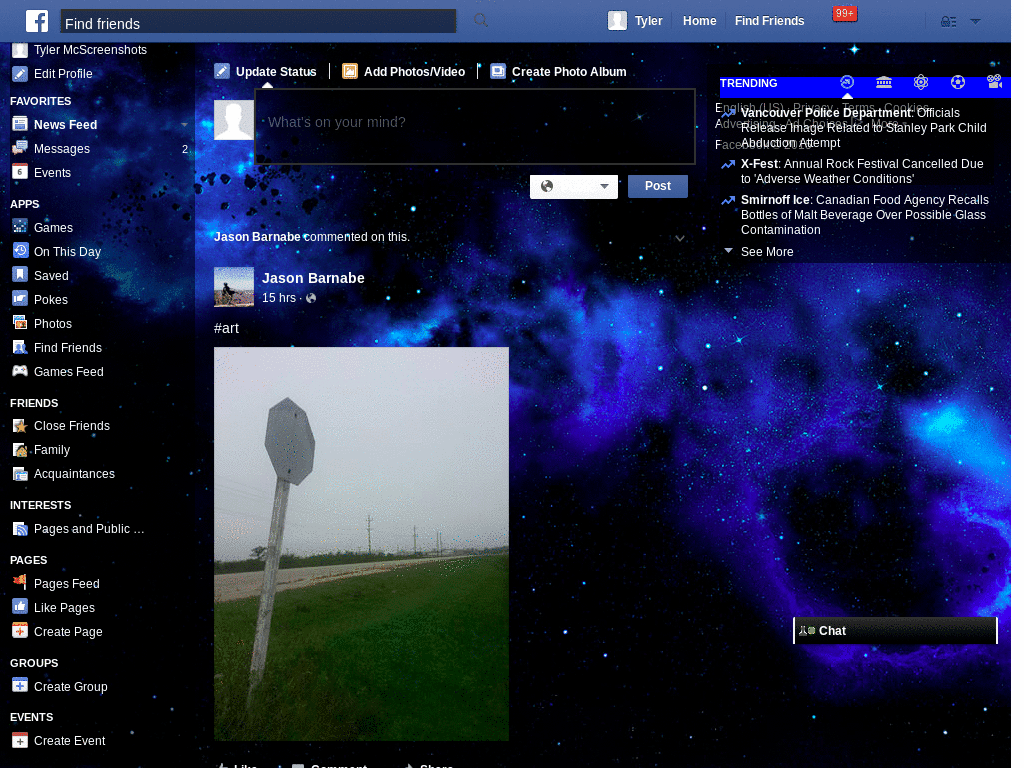 Find friends
Tyler
Home
Find Friends
99+
Tyler McScreenshots
Edit Profile
FAVORITES
News Feed
Messages
2
Events
APPS
Games
On This Day
Saved
Pokes
Photos
Find Friends
Games Feed
FRIENDS
Close Friends
Family
Acquaintances
INTERESTS
Pages and Public ...
PAGES
Pages Feed
Like Pages
Create Page
GROUPS
Create Group
EVENTS
Create Event
Update Status
Add Photos/Video
Create Photo Album
What's on your mind?
Post
Jason Barnabe commented on this.
Jason Barnabe
15 hrs ·
#art
Like
Comment
Share
TRENDING
English (US) · Privacy · Terms · Cookies
Vancouver Police Department: Officials
Release Image Related to Stanley Park Child
Abduction Attempt
X-Fest: Annual Rock Festival Cancelled Due
to 'Adverse Weather Conditions'
Smirnoff Ice: Canadian Food Agency Recalls
Bottles of Malt Beverage Over Possible Glass
Contamination
See More
Chat